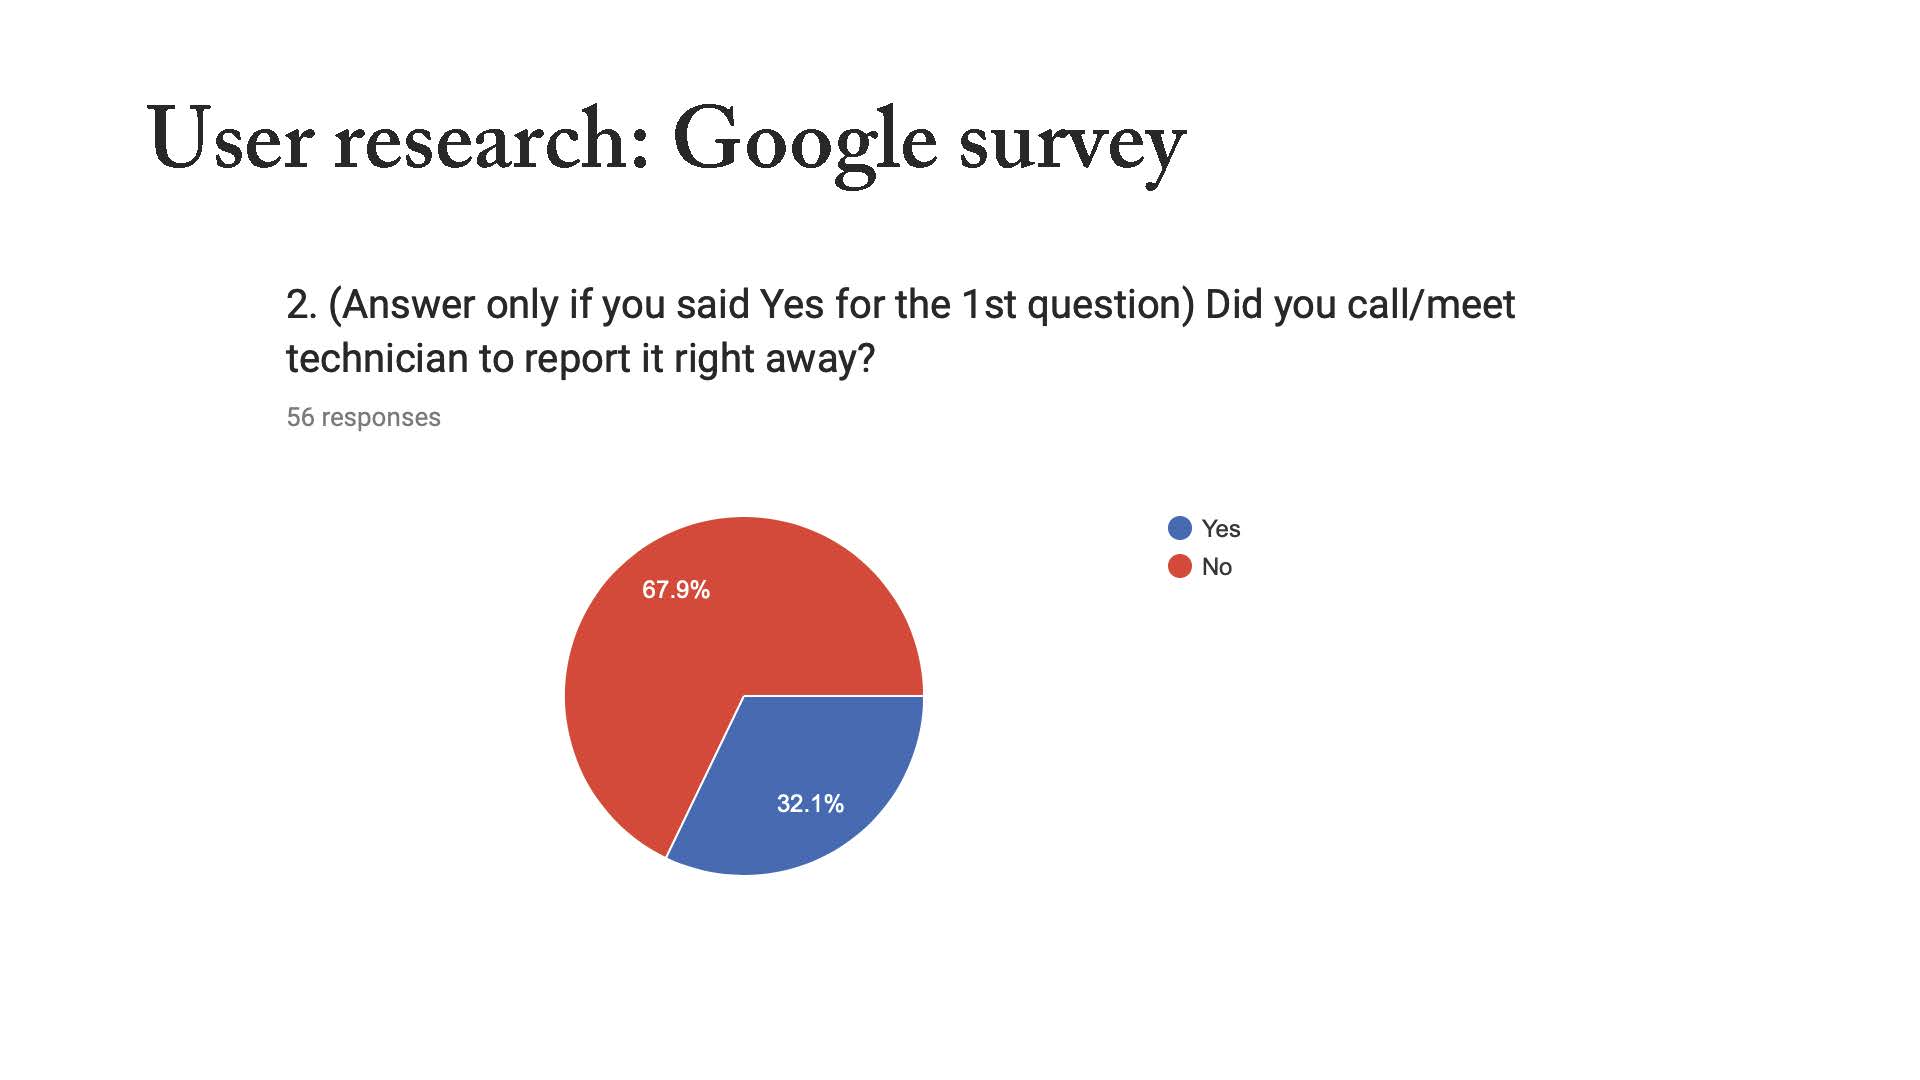 User research: Google survey
2. (Answer only if you said Yes for the 1st question) Did you call/meet
technician to report it right away?
56 responses
Yes
No
67.9%
32.1%